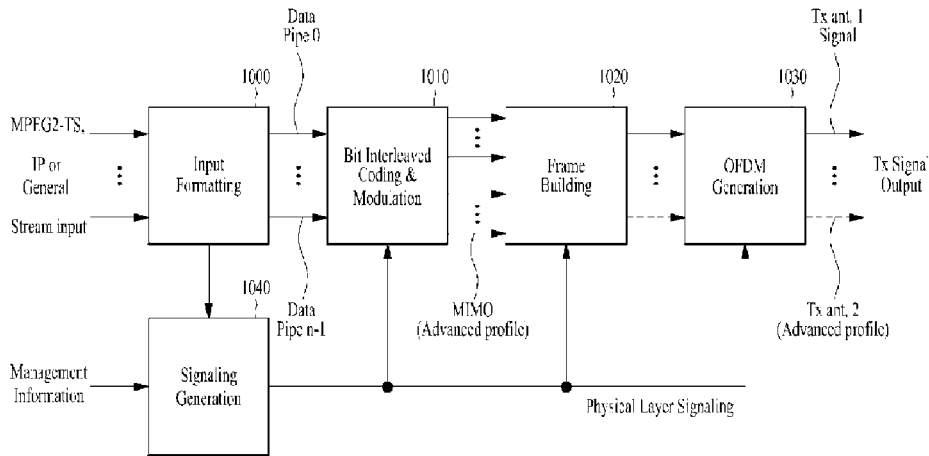 Data
Pipe 0
Tx ant. 1
Signal
1000
1010
1020
1030
MPEG2-TS,
IP or
General
Stream input
Input
Formatting
Bit Interleaved
Coding &
Modulation
Frame
Building
OFDM
Generation
Tx Signal
Output
1040
Data
Pipe n-1
MIMO
(Advanced profile)
Tx ant. 2
(Advanced profile)
Management
Information
Signaling
Generation
Physical Layer Signaling